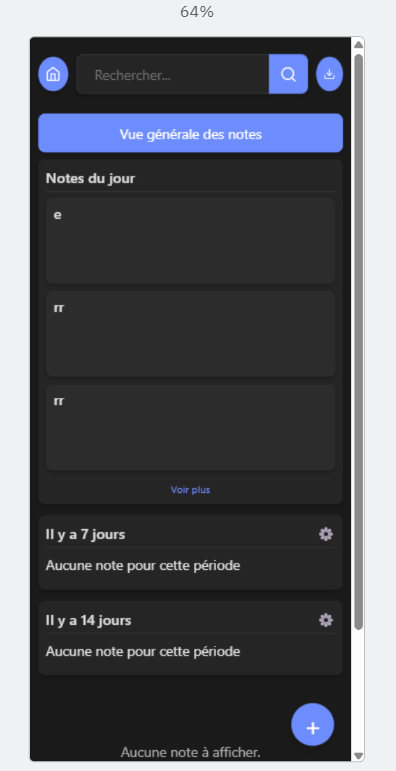 64%
Rechercher...
Vue générale des notes
Notes du jour
e
rr
rr
Voir plus
Il y a 7 jours
Aucune note pour cette période
Il y a 14 jours
Aucune note pour cette période
+
Aucune note à afficher.